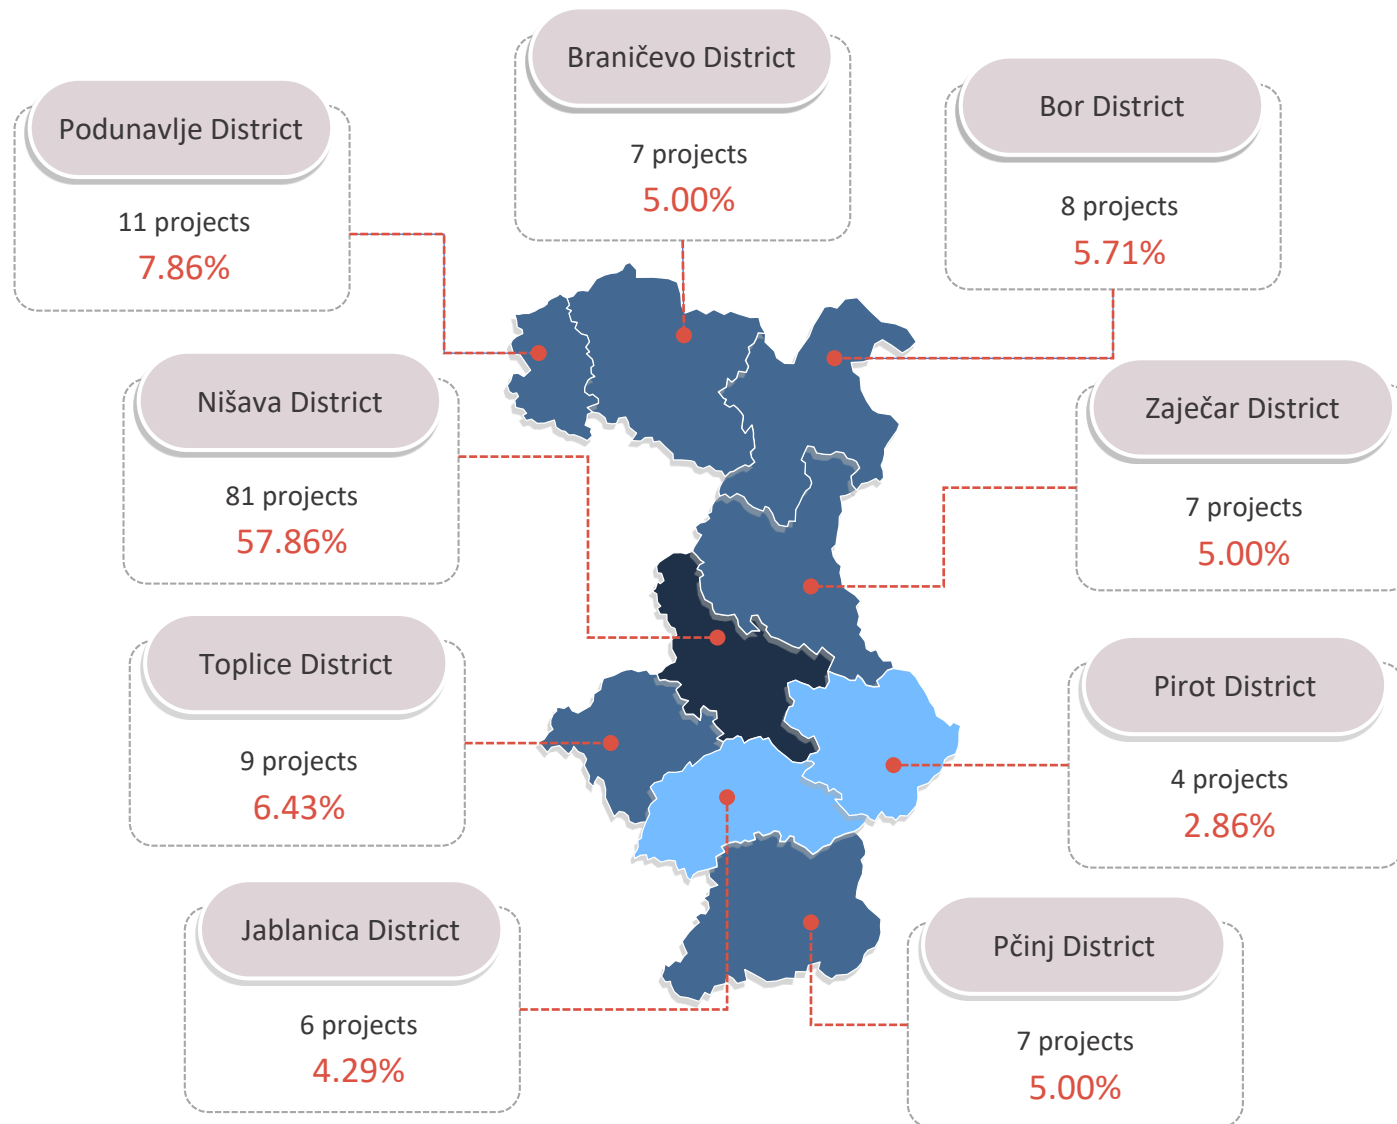 Braničevo District
7 projects
5.00%
Podunavlje District
11 projects
7.86%
Bor District
8 projects
5.71%
Nišava District
81 projects
57.86%
Zaječar District
7 projects
5.00%
Toplice District
9 projects
6.43%
Pirot District
4 projects
2.86%
Jablanica District
6 projects
4.29%
Pčinj District
7 projects
5.00%